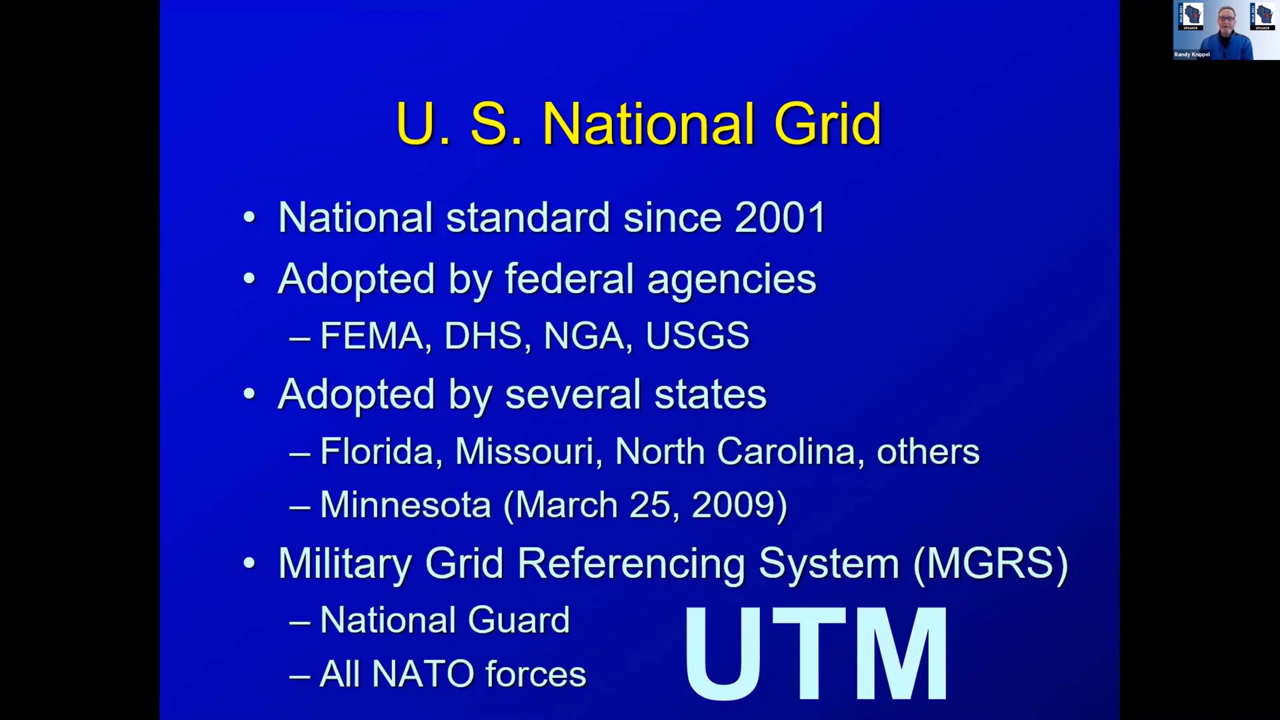 U. S. National Grid
• National standard since 2001
• Adopted by federal agencies
– FEMA, DHS, NGA, USGS
• Adopted by several states
– Florida, Missouri, North Carolina, others
– Minnesota (March 25, 2009)
• Military Grid Referencing System (MGRS)
– National Guard
– All NATO forces
UTM
Randy Knippel